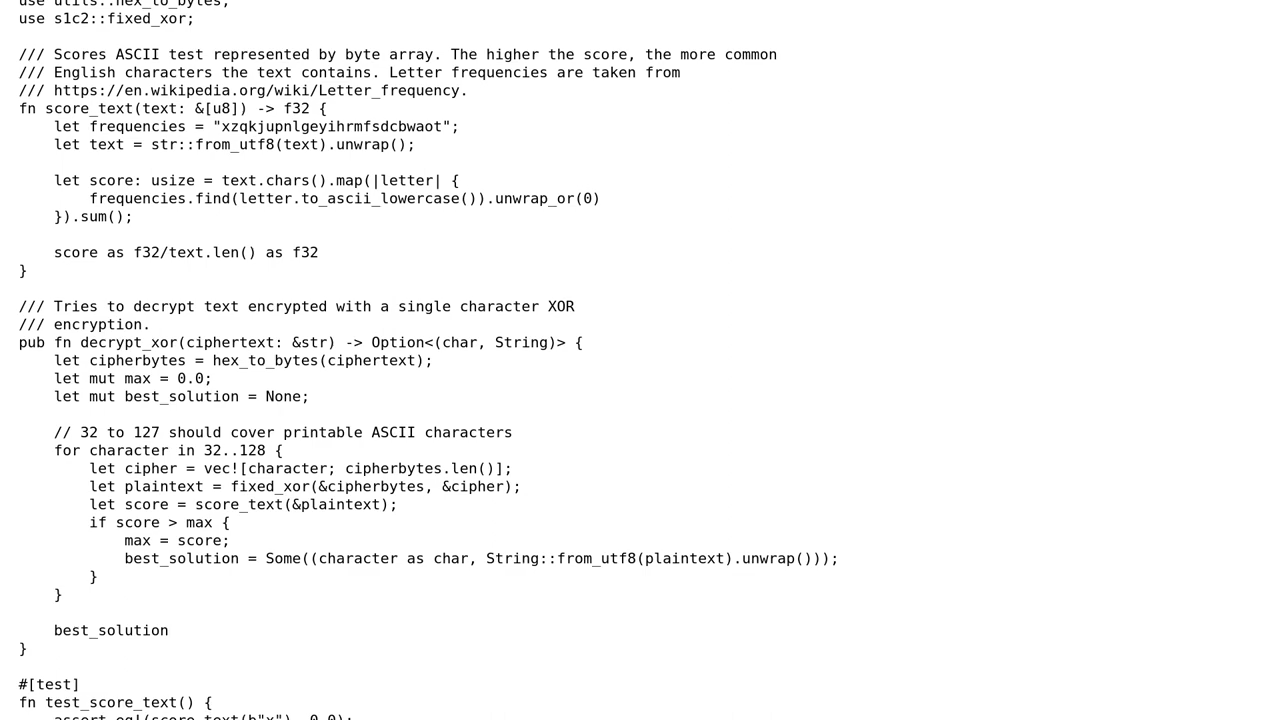 use utils::hex_to_bytes;
use s1c2::fixed_xor;

/// Scores ASCII test represented by byte array. The higher the score, the more common
/// English characters the text contains. Letter frequencies are taken from
/// https://en.wikipedia.org/wiki/Letter_frequency.
fn score_text(text: &[u8]) -> f32 {
    let frequencies = "xzqkjupnlgeyihrmfsdcbwaot";
    let text = str::from_utf8(text).unwrap();

    let score: usize = text.chars().map(|letter| {
        frequencies.find(letter.to_ascii_lowercase()).unwrap_or(0)
    }).sum();

    score as f32/text.len() as f32
}

/// Tries to decrypt text encrypted with a single character XOR
/// encryption.
pub fn decrypt_xor(ciphertext: &str) -> Option<(char, String)> {
    let cipherbytes = hex_to_bytes(ciphertext);
    let mut max = 0.0;
    let mut best_solution = None;

    // 32 to 127 should cover printable ASCII characters
    for character in 32..128 {
        let cipher = vec![character; cipherbytes.len()];
        let plaintext = fixed_xor(&cipherbytes, &cipher);
        let score = score_text(&plaintext);
        if score > max {
            max = score;
            best_solution = Some((character as char, String::from_utf8(plaintext).unwrap()));
        }
    }

    best_solution
}

#[test]
fn test_score_text() {
    assert_eq!(score_text(b"x"), 0.0);